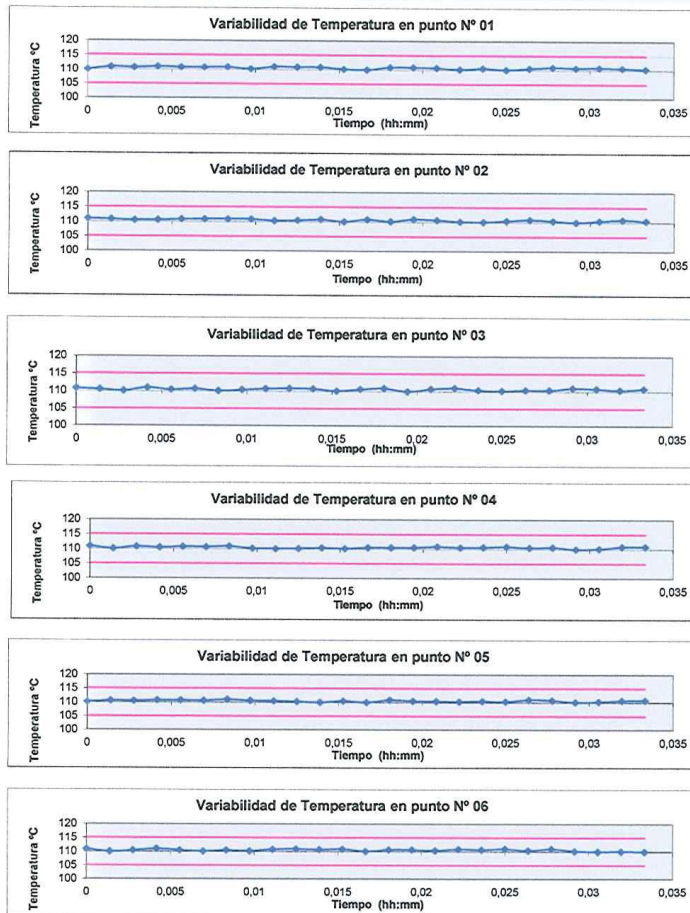 Variabilidad de Temperatura en punto Nº 01
Temperatura ºC
120
115
110
105
100
0 0,005 0,01 0,015 0,02 0,025 0,03 0,035
Tiempo (hh:mm)
Variabilidad de Temperatura en punto Nº 02
Temperatura ºC
120
115
110
105
100
0 0,005 0,01 0,015 0,02 0,025 0,03 0,035
Tiempo (hh:mm)
Variabilidad de Temperatura en punto Nº 03
Temperatura ºC
120
115
110
105
100
0 0,005 0,01 0,015 0,02 0,025 0,03 0,035
Tiempo (hh:mm)
Variabilidad de Temperatura en punto Nº 04
Temperatura ºC
120
115
110
105
100
0 0,005 0,01 0,015 0,02 0,025 0,03 0,035
Tiempo (hh:mm)
Variabilidad de Temperatura en punto Nº 05
Temperatura ºC
120
115
110
105
100
0 0,005 0,01 0,015 0,02 0,025 0,03 0,035
Tiempo (hh:mm)
Variabilidad de Temperatura en punto Nº 06
Temperatura ºC
120
115
110
105
100
0 0,005 0,01 0,015 0,02 0,025 0,03 0,035
Tiempo (hh:mm)